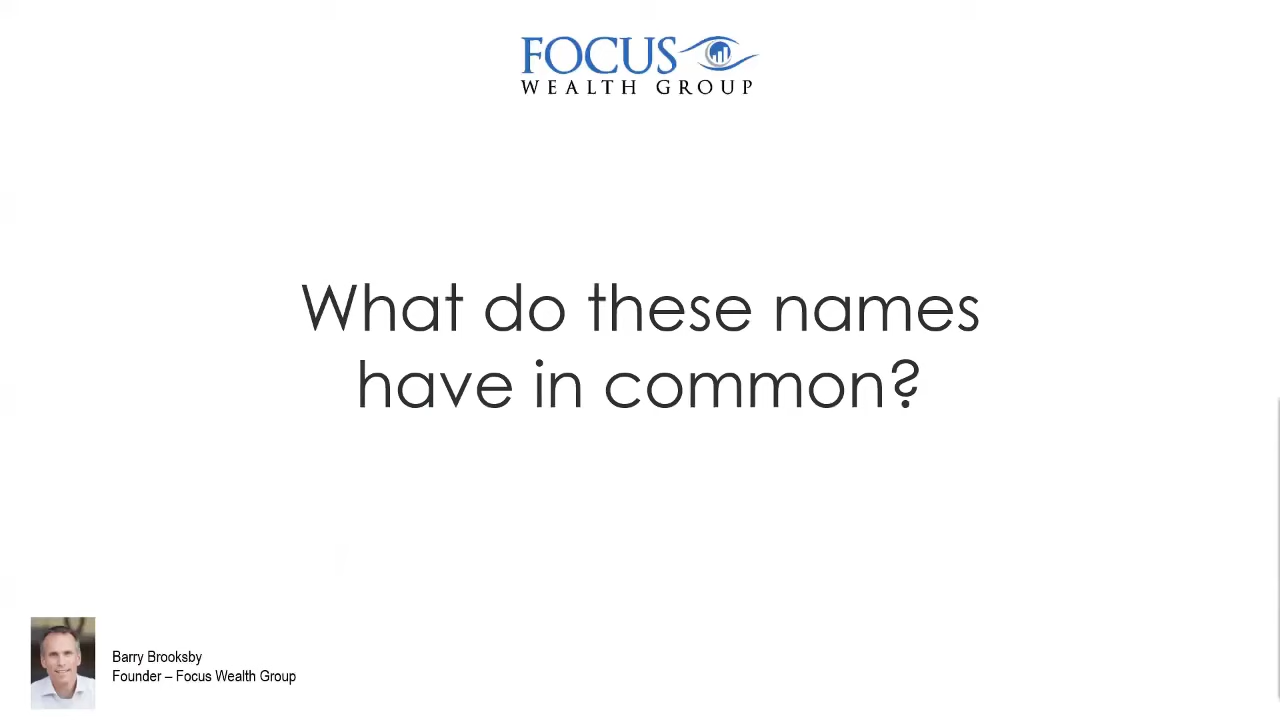 FOCUS
WEALTH GROUP
What do these names
have in common?
Barry Brooksby
Founder – Focus Wealth Group